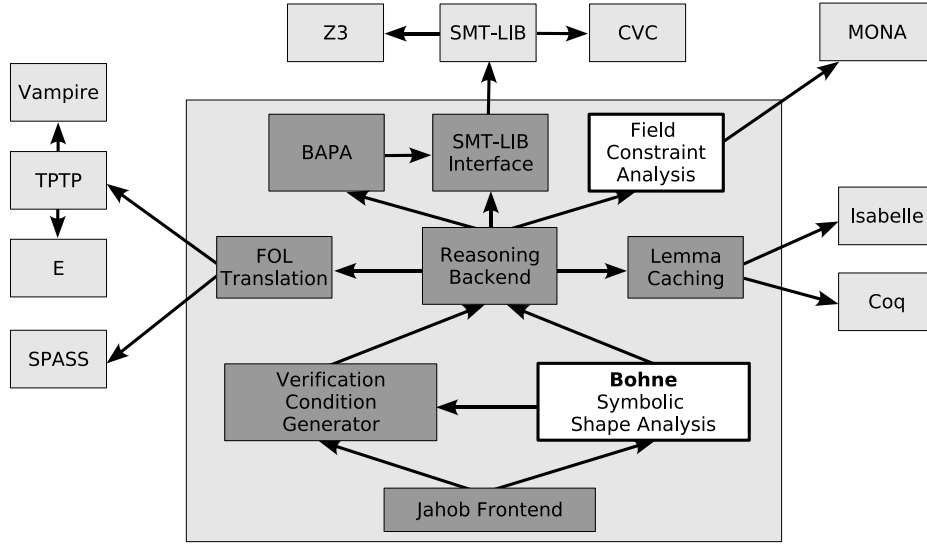 Z3
SMT-LIB
CVC
MONA
Vampire
BAPA
SMT-LIB
Interface
Field
Constraint
Analysis
TPTP
Isabelle
E
FOL
Translation
Reasoning
Backend
Lemma
Caching
Coq
SPASS
Verification
Condition
Generator
Bohne
Symbolic
Shape Analysis
Jahob Frontend